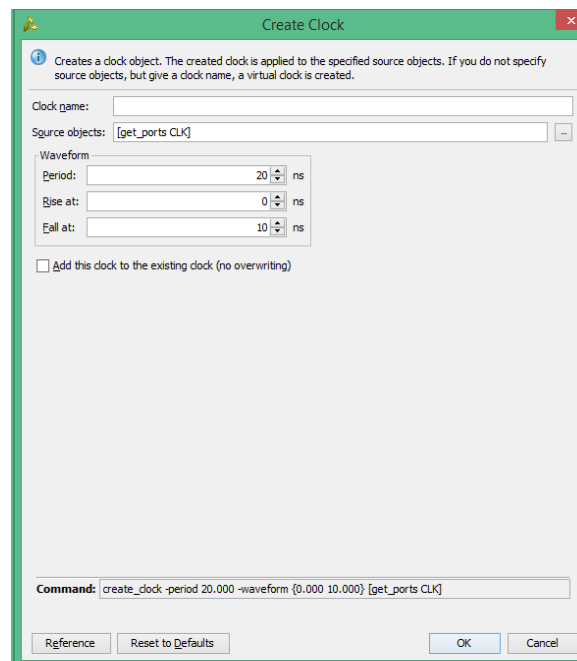 Create Clock
Creates a clock object. The created clock is applied to the specified source objects. If you do not specify
source objects, but give a clock name, a virtual clock is created.
Clock name:
Source objects: [get_ports CLK] ...
Waveform
Period: 20 ns
Rise at: 0 ns
Fall at: 10 ns
Add this clock to the existing clock (no overwriting)
Command: create_clock -period 20.000 -waveform {0.000 10.000} [get_ports CLK]
Reference Reset to Defaults OK Cancel